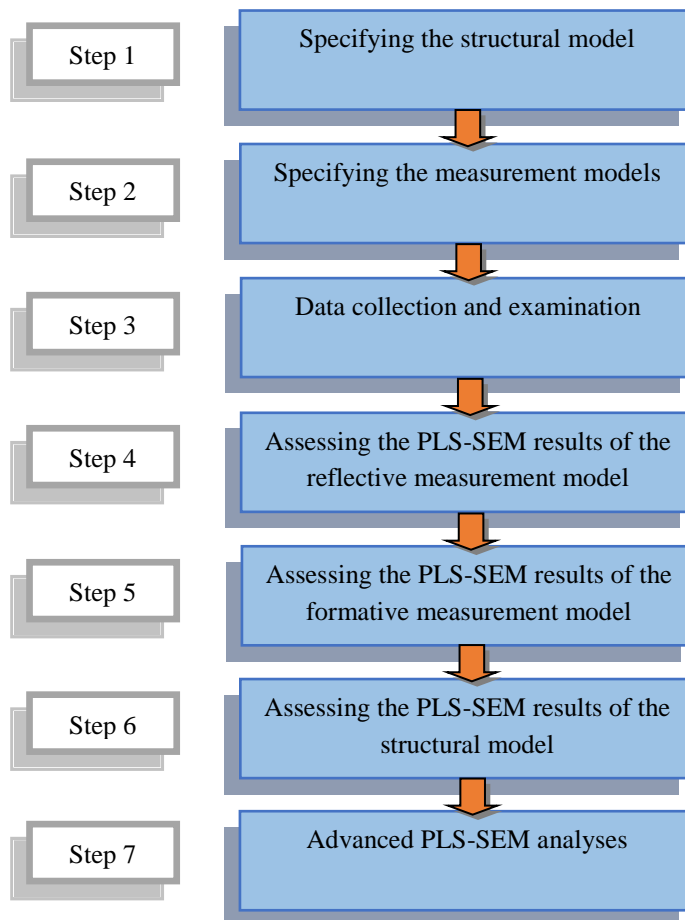 Step 1
Specifying the structural model
Step 2
Specifying the measurement models
Step 3
Data collection and examination
Step 4
Assessing the PLS-SEM results of the
reflective measurement model
Step 5
Assessing the PLS-SEM results of the
formative measurement model
Step 6
Assessing the PLS-SEM results of the
structural model
Step 7
Advanced PLS-SEM analyses